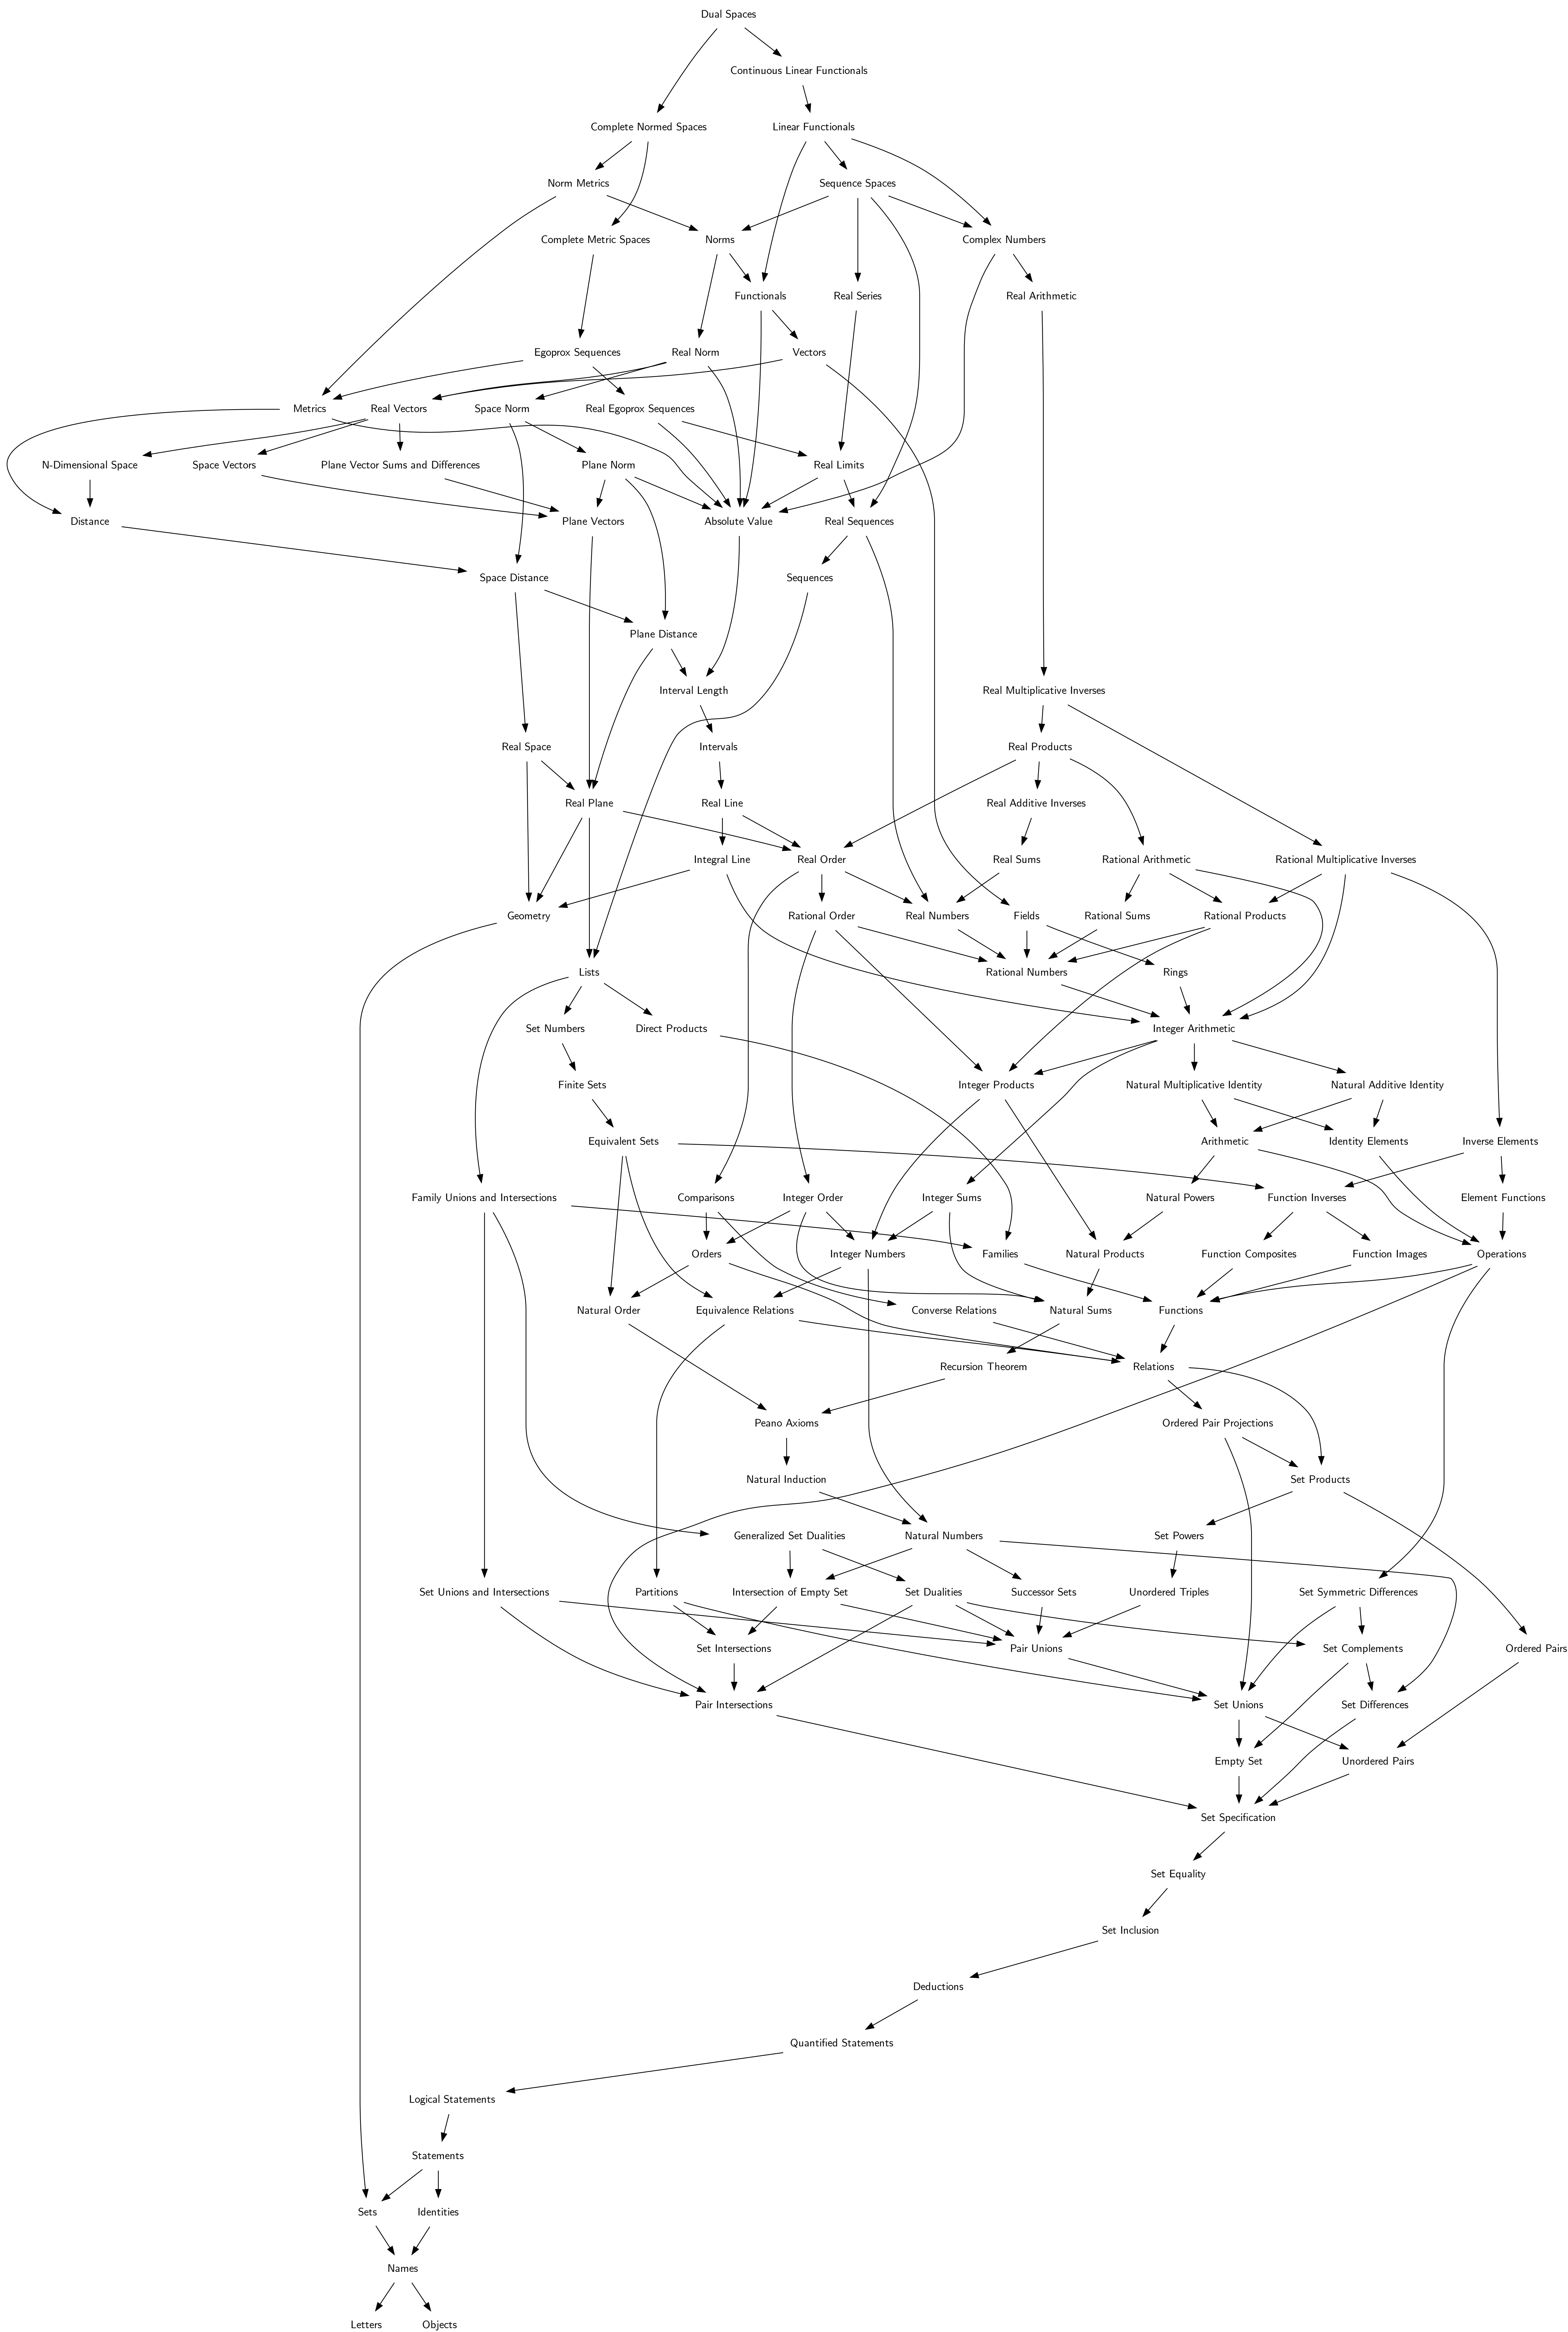 Dual Spaces
Continuous Linear Functionals
Complete Normed Spaces
Linear Functionals
Norm Metrics
Sequence Spaces
Complete Metric Spaces
Norms
Complex Numbers
Functionals
Real Series
Real Arithmetic
Egoprox Sequences
Real Norm
Vectors
Metrics
Real Vectors
Space Norm
Real Egoprox Sequences
N-Dimensional Space
Space Vectors
Plane Vector Sums and Differences
Plane Norm
Real Limits
Distance
Plane Vectors
Absolute Value
Real Sequences
Space Distance
Sequences
Plane Distance
Interval Length
Real Multiplicative Inverses
Real Space
Intervals
Real Products
Real Plane
Real Line
Real Additive Inverses
Integral Line
Real Order
Real Sums
Rational Arithmetic
Rational Multiplicative Inverses
Geometry
Rational Order
Real Numbers
Fields
Rational Sums
Rational Products
Lists
Rational Numbers
Rings
Set Numbers
Direct Products
Integer Arithmetic
Finite Sets
Integer Products
Natural Multiplicative Identity
Natural Additive Identity
Equivalent Sets
Arithmetic
Identity Elements
Inverse Elements
Family Unions and Intersections
Comparisons
Integer Order
Integer Sums
Natural Powers
Function Inverses
Element Functions
Orders
Integer Numbers
Families
Natural Products
Function Composites
Function Images
Operations
Natural Order
Equivalence Relations
Converse Relations
Natural Sums
Functions
Recursion Theorem
Relations
Peano Axioms
Ordered Pair Projections
Natural Induction
Set Products
Generalized Set Dualities
Natural Numbers
Set Powers
Set Unions and Intersections
Partitions
Intersection of Empty Set
Set Dualities
Successor Sets
Unordered Triples
Set Symmetric Differences
Set Intersections
Pair Unions
Set Complements
Ordered Pairs
Pair Intersections
Set Unions
Set Differences
Empty Set
Unordered Pairs
Set Specification
Set Equality
Set Inclusion
Deductions
Quantified Statements
Logical Statements
Statements
Sets
Identities
Names
Letters
Objects